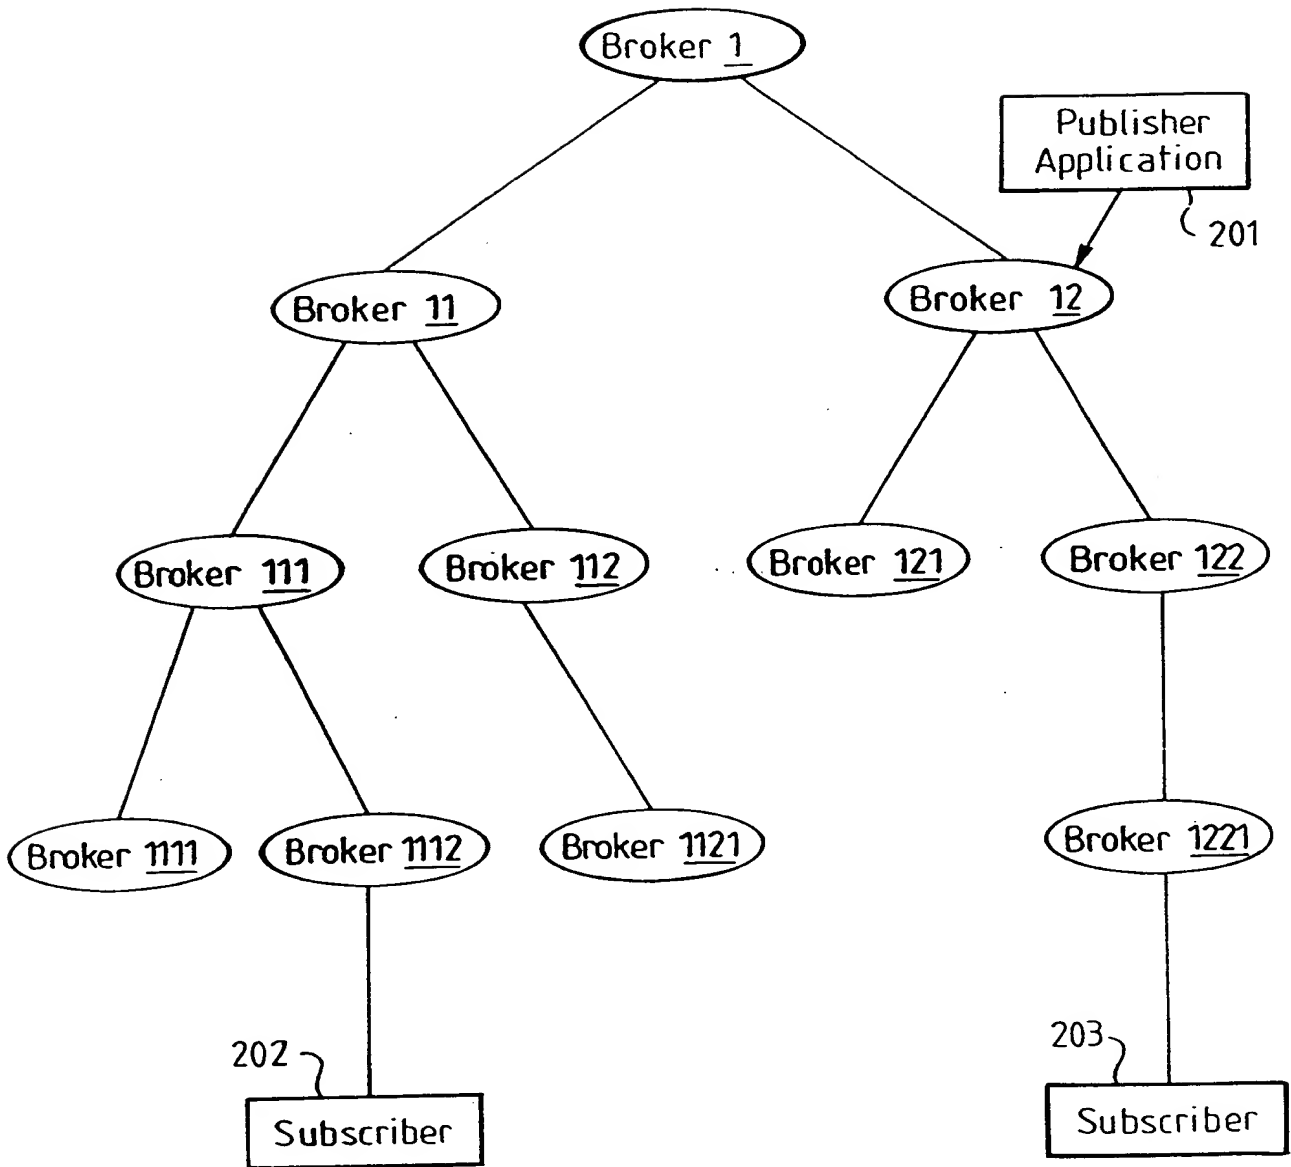 Broker 1
Publisher
Application
201
Broker 11
Broker 12
Broker 111
Broker 112
Broker 121
Broker 122
Broker 1111
Broker 1112
Broker 1121
Broker 1221
202
203
Subscriber
Subscriber